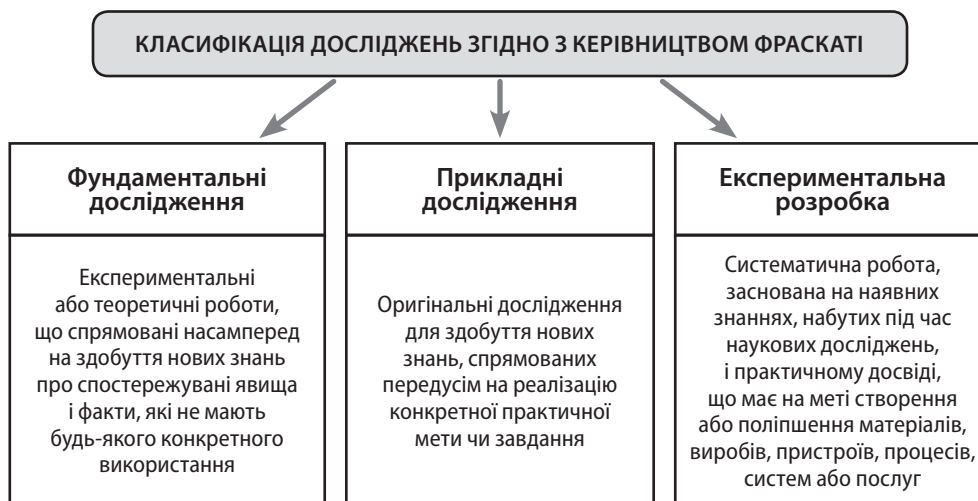 КЛАСИФІКАЦІЯ ДОСЛІДЖЕНЬ ЗГІДНО З КЕРІВНИЦТВОМ ФРАСКАТІ
Фундаментальні
дослідження
Експериментальні
або теоретичні роботи,
що спрямовані насамперед
на здобуття нових знань
про спостережувані явища
і факти, які не мають
будь-якого конкретного
використання
Прикладні
дослідження
Оригінальні дослідження
для здобуття нових
знань, спрямованих
передусім на реалізацію
конкретної практичної
мети чи завдання
Експериментальна
розробка
Систематична робота,
заснована на наявних
знаннях, набутих під час
наукових досліджень,
і практичному досвіді,
що має на меті створення
або поліпшення матеріалів,
виробів, пристроїв, процесів,
систем або послуг